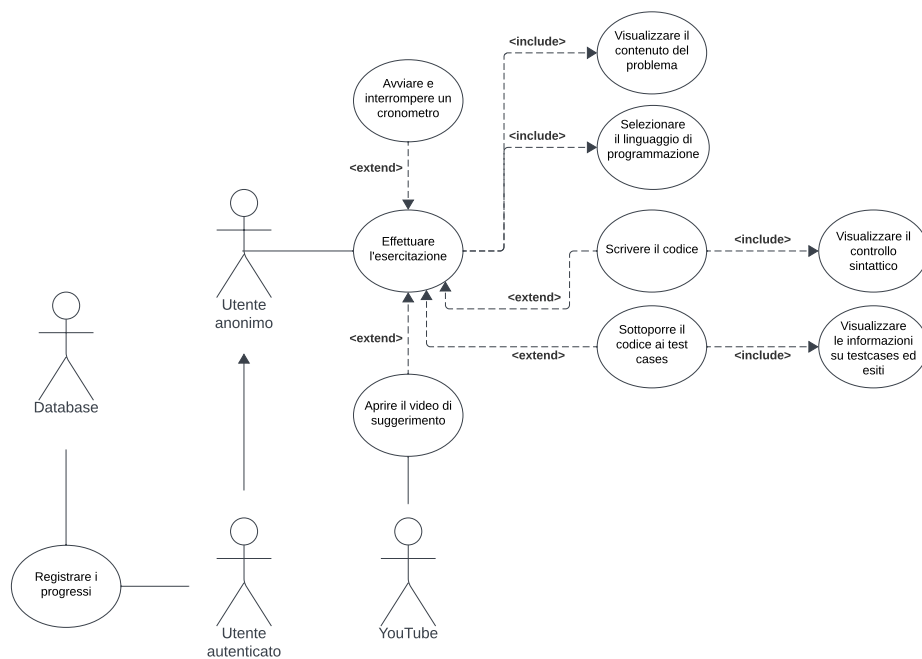 Visualizzare il
contenuto del
problema
<include>
Avviare e
interrompere un
cronometro
<include>
Selezionare
il linguaggio di
programmazione
<extend>
Effettuare
l'esercitazione
Scrivere il codice
<include>
Visualizzare il
controllo
sintattico
Utente
anonimo
<extend>
<extend>
Sottoporre il
codice ai test
cases
<extend>
<include>
Visualizzare
le informazioni
su testcases ed
esiti
Database
Aprire il video di
suggerimento
Registrare i
progressi
Utente
autenticato
YouTube